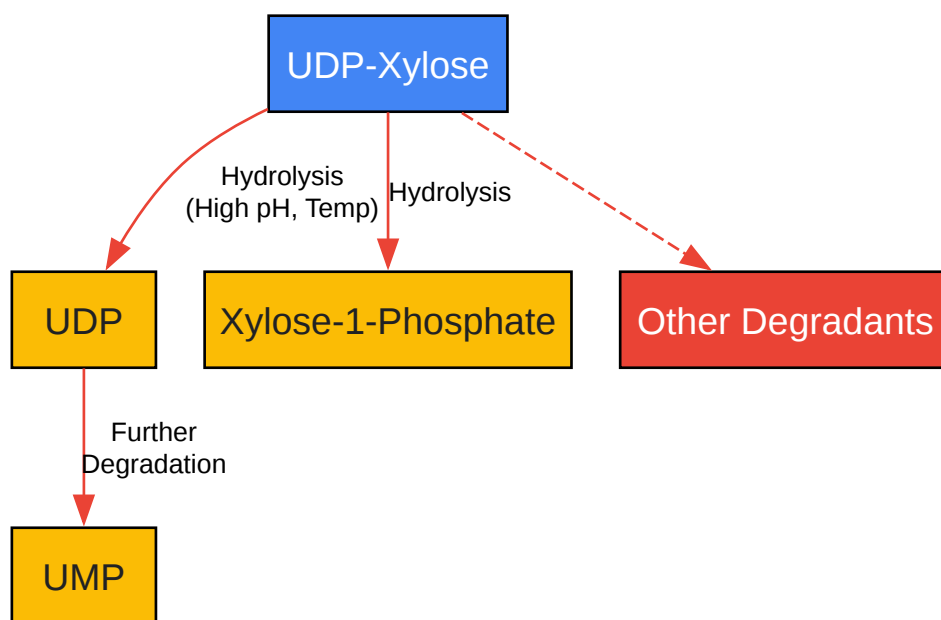 UDP-Xylose
Hydrolysis
(High pH, Temp)
Hydrolysis
UDP
Xylose-1-Phosphate
Other Degradants
Further
Degradation
UMP